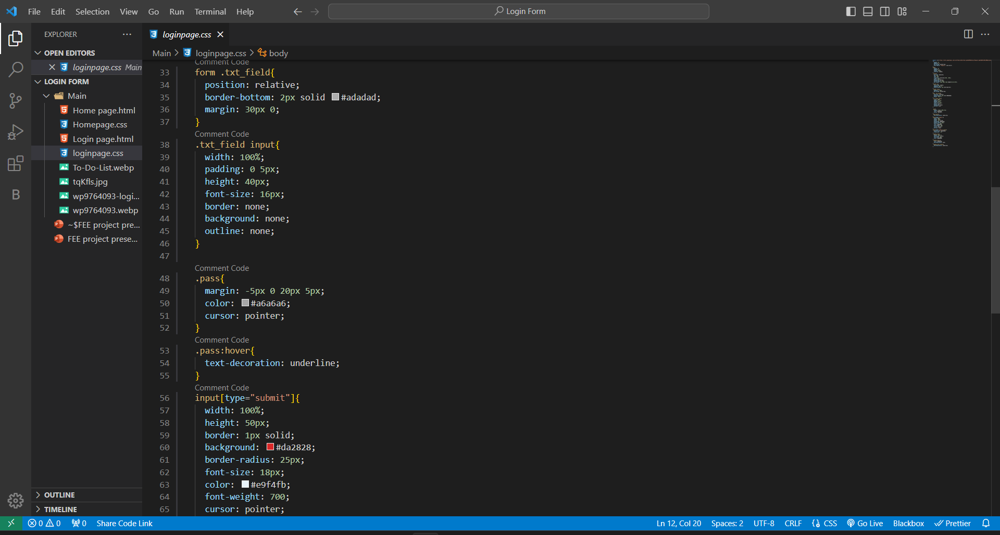 File Edit Selection View Go Run Terminal Help
Login Form
EXPLORER
OPEN EDITORS
loginpage.css Main
LOGIN FORM
Main
Home page.html
Homepage.css
Login page.html
loginpage.css
To-Do-List.webp
tqKfls.jpg
wp9764093-logi...
wp9764093.webp
~$FEE project pre...
FEE project prese...
OUTLINE
TIMELINE
loginpage.css
Main > loginpage.css > body
Comment Code
33 form .txt_field{
34 position: relative;
35 border-bottom: 2px solid #adadad;
36 margin: 30px 0;
37 }
Comment Code
38 .txt_field input{
39 width: 100%;
40 padding: 0 5px;
41 height: 40px;
42 font-size: 16px;
43 border: none;
44 background: none;
45 outline: none;
46 }
47
Comment Code
48 .pass{
49 margin: -5px 0 20px 5px;
50 color: #a6a6a6;
51 cursor: pointer;
52 }
Comment Code
53 .pass:hover{
54 text-decoration: underline;
55 }
Comment Code
56 input[type="submit"]{
57 width: 100%;
58 height: 50px;
59 border: 1px solid;
60 background: #da2828;
61 border-radius: 25px;
62 font-size: 18px;
63 color: #e9f4fb;
64 font-weight: 700;
65 cursor: pointer;
0 0 0 Share Code Link
Ln 12, Col 20 Spaces: 2 UTF-8 CRLF CSS Go Live Blackbox Prettier